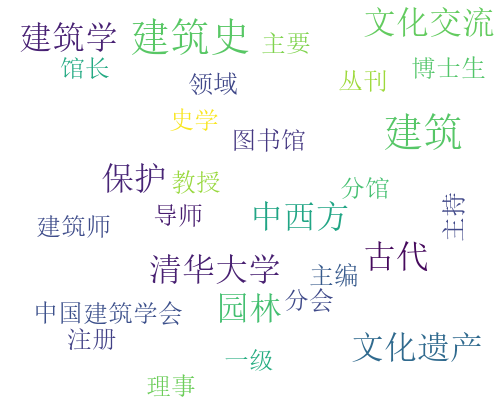 建筑学 建筑史 主要 文化交流
馆长 领域 丛刊 博士生
史学 图书馆 建筑
保护 教授 分馆
建筑师 导师 中西方 主持
清华大学 主编 古代
中国建筑学会 园林 分会
注册 一级 文化遗产
理事